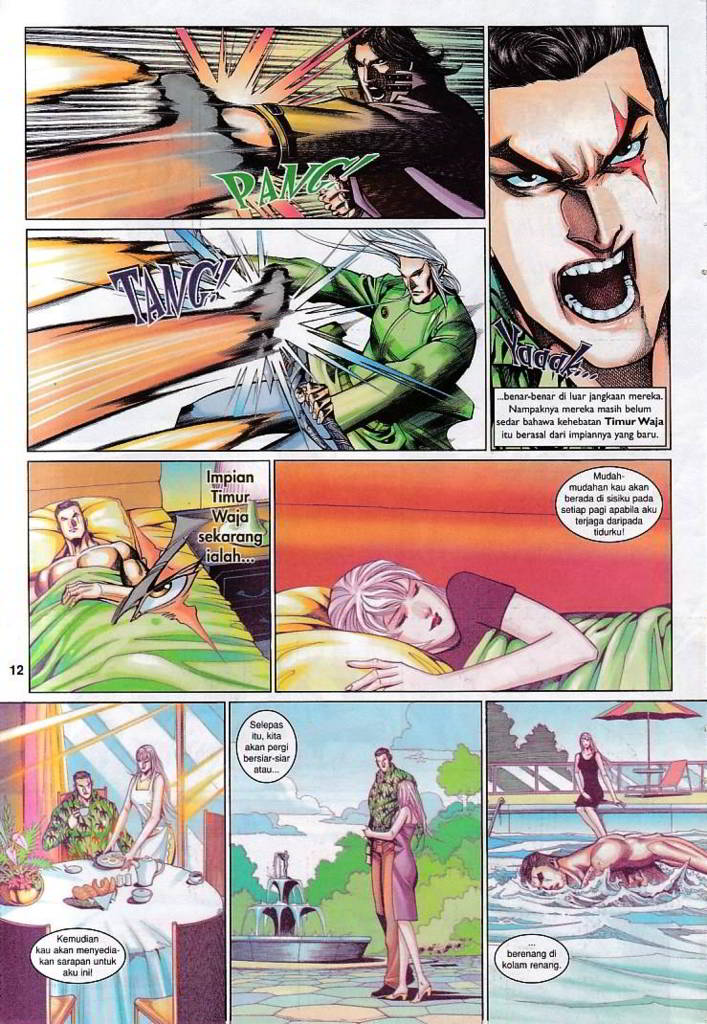 PANG!
TANG!
Yaaak...
...benar-benar di luar jangkaan mereka.
Nampaknya mereka masih belum
sedar bahawa kehebatan Timur Waja
itu berasal dari impiannya yang baru.
Impian
Timur
Waja
sekarang
ialah...
Mudah-
mudahan kau akan
berada di sisiku pada
setiap pagi apabila aku
terjaga daripada
tidurku!
12
Kemudian
kau akan menyedia-
kan sarapan untuk
aku ini!
Selepas
itu, kita
akan pergi
bersiar-siar
atau...
...
berenang di
kolam renang.